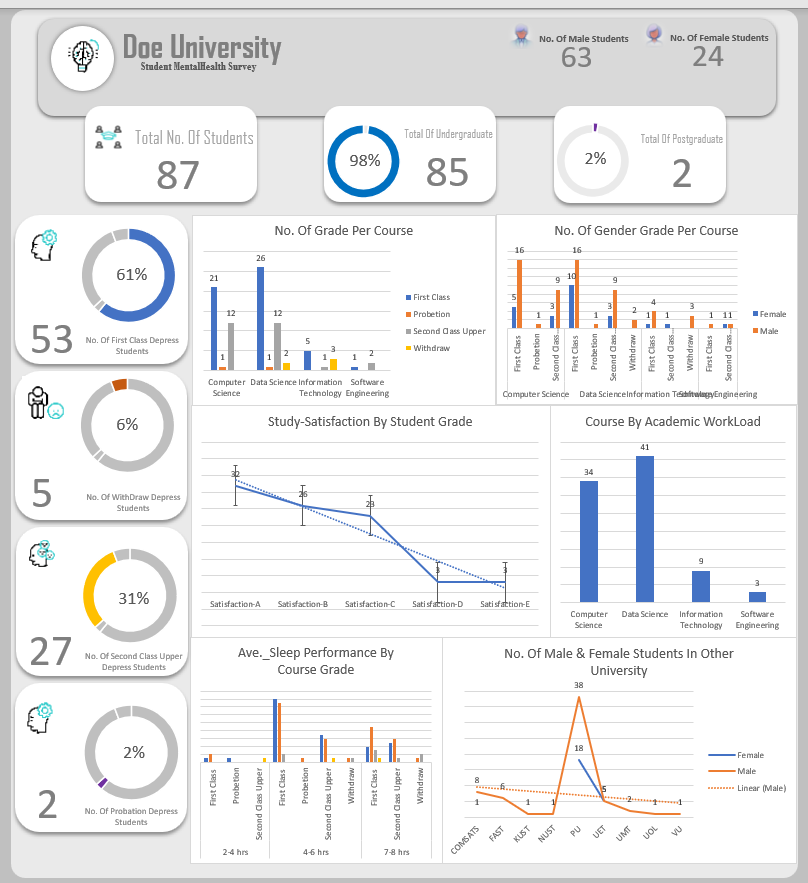 Doe University
Student MentalHealth Survey
No. Of Male Students
63
No. Of Female Students
24
Total No. Of Students
87
98%
Total Of Undergraduate
85
2%
Total Of Postgraduate
2
61%
53
No. Of First Class Depress
Students
6%
5
No. Of WithDraw Depress
Students
31%
27
No. Of Second Class Upper
Depress Students
2%
2
No. Of Probation Depress
Students
No. Of Grade Per Course
21
1
12
26
1
12
2
5
1
3
1
2
Computer
Science
Data Science
Information
Technology
Software
Engineering
First Class
Probetion
Second Class Upper
Withdraw
No. Of Gender Grade Per Course
5
16
1
3
9
10
16
1
3
9
2
1
4
1
3
1
1
1
First Class
Probetion
Second Class
First Class
Probetion
Second Class
Withdraw
First Class
Second Class
Withdraw
First Class
Second Class
Computer Science
Data Science
Information Technology
Software Engineering
Female
Male
Study-Satisfaction By Student Grade
32
26
23
3
3
Satisfaction-A
Satisfaction-B
Satisfaction-C
Satisfaction-D
Satisfaction-E
Course By Academic WorkLoad
34
41
9
3
Computer
Science
Data Science
Information
Technology
Software
Engineering
Ave._Sleep Performance By
Course Grade
First Class
Probetion
Second Class Upper
First Class
Probetion
Second Class Upper
Withdraw
First Class
Second Class Upper
Withdraw
2-4 hrs
4-6 hrs
7-8 hrs
No. Of Male & Female Students In Other
University
8
1
6
1
1
38
18
5
2
1
1
COMSATS
FAST
KUST
NUST
PU
UET
UMT
UOL
VU
Female
Male
Linear (Male)